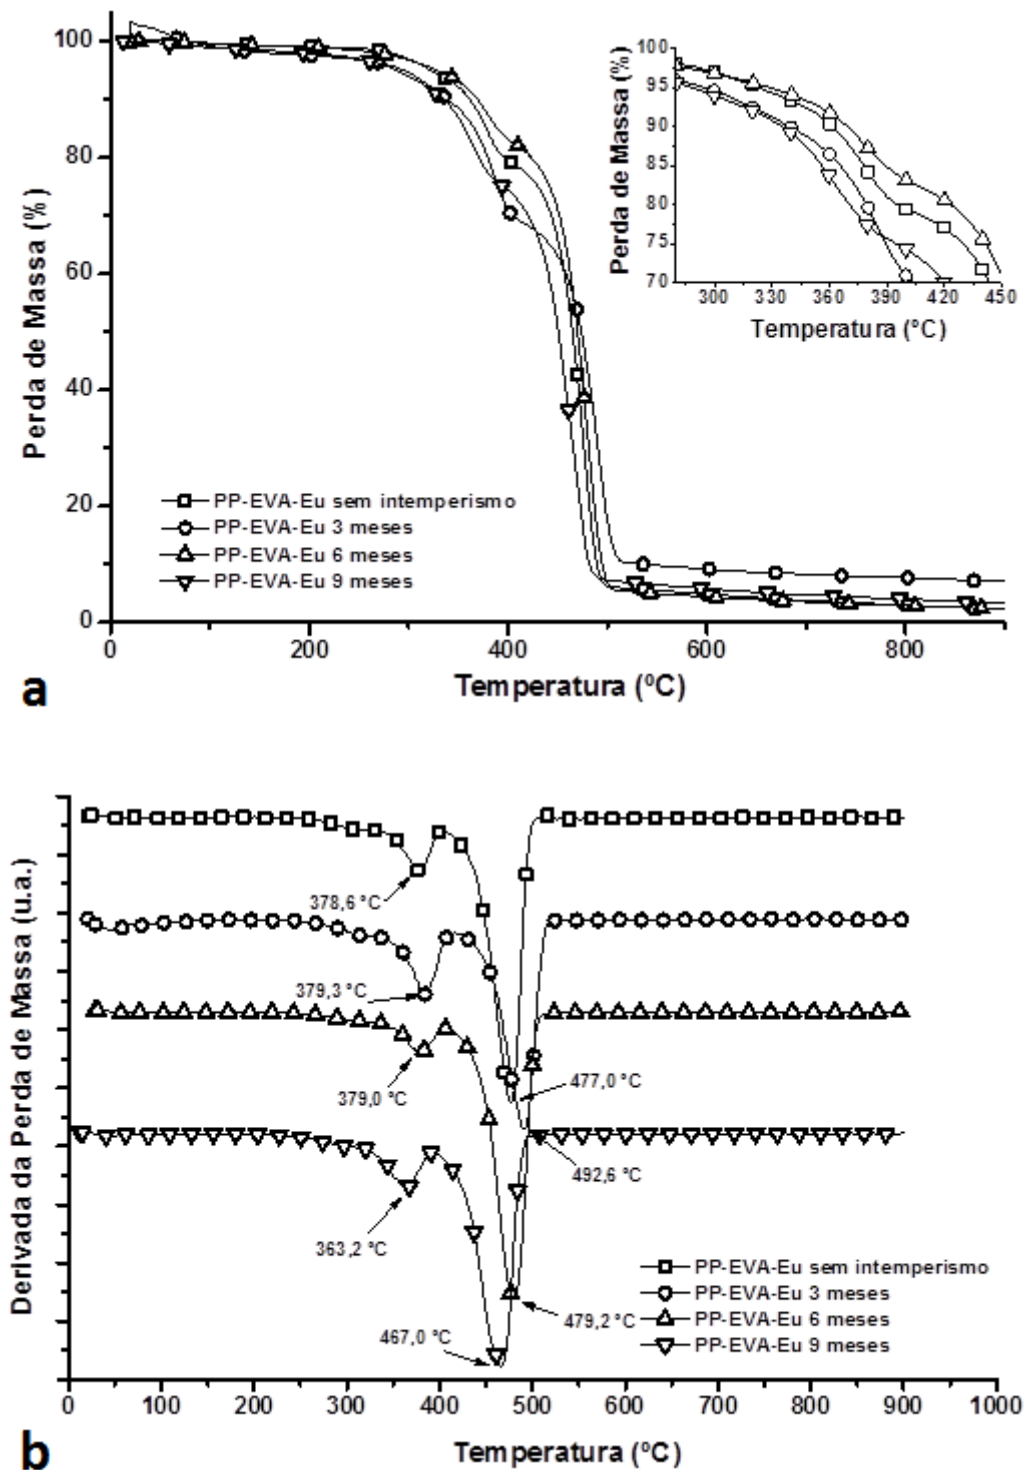 100
80
60
40
20
0
Perda de Massa (%)
0
200
400
600
800
Temperatura (ºC)
100
95
90
85
80
75
70
Perda de Massa (%)
300
330
360
390
420
450
Temperatura (ºC)
PP-EVA-Eu sem intemperismo
PP-EVA-Eu 3 meses
PP-EVA-Eu 6 meses
PP-EVA-Eu 9 meses
a
Derivada da Perda de Massa (u.a.)
378,6 °C
379,3 °C
379,0 °C
477,0 °C
492,6 °C
363,2 °C
479,2 °C
467,0 °C
PP-EVA-Eu sem intemperismo
PP-EVA-Eu 3 meses
PP-EVA-Eu 6 meses
PP-EVA-Eu 9 meses
0
100
200
300
400
500
600
700
800
900
1000
Temperatura (ºC)
b